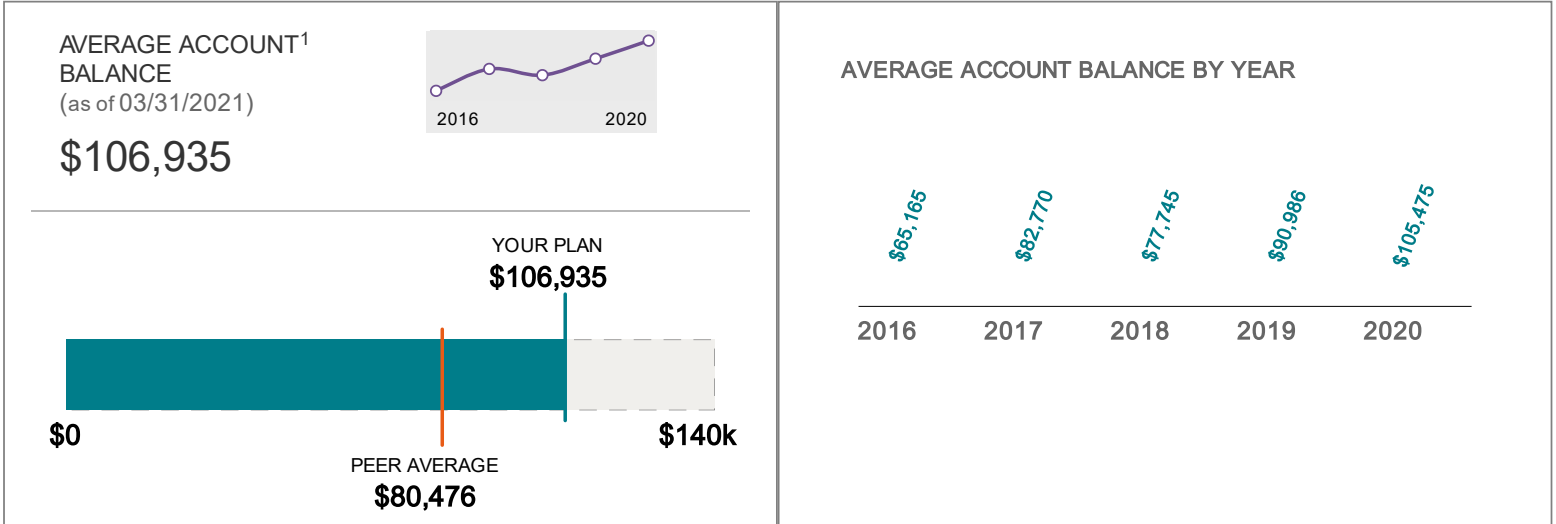 AVERAGE ACCOUNT1
BALANCE
(as of 03/31/2021)
$106,935
2016 2020
YOUR PLAN
$106,935
$0 $140k
PEER AVERAGE
$80,476
AVERAGE ACCOUNT BALANCE BY YEAR
$65,165 $82,770 $77,745 $90,986 $105,475
2016 2017 2018 2019 2020